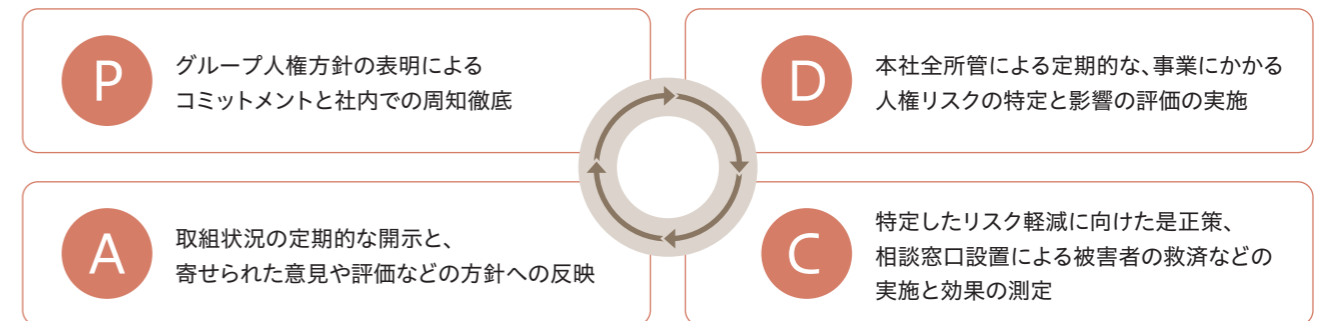 P
グループ人権方針の表明による
コミットメントと社内での周知徹底
D
本社全所管による定期的な、事業にかかる
人権リスクの特定と影響の評価の実施
A
取組状況の定期的な開示と、
寄せられた意見や評価などの方針への反映
C
特定したリスク軽減に向けた是正策、
相談窓口設置による被害者の救済などの
実施と効果の測定